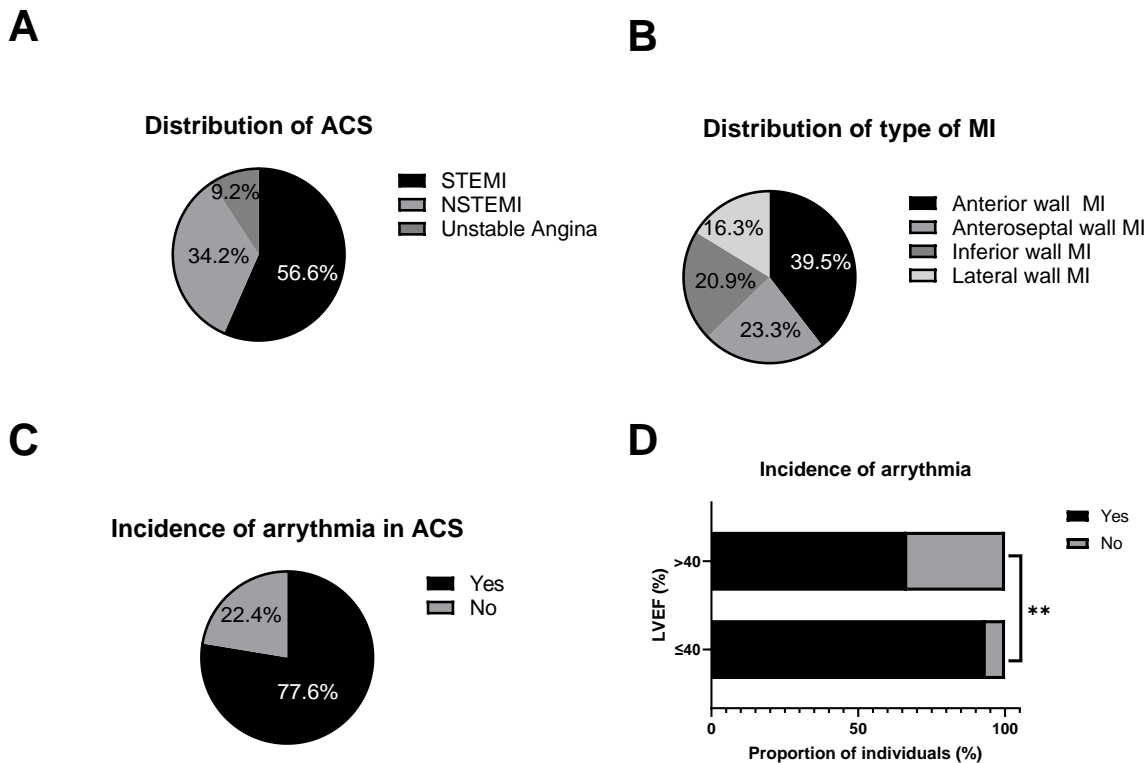 A
Distribution of ACS
9.2%
34.2%
56.6%
STEMI
NSTEMI
Unstable Angina
B
Distribution of type of MI
16.3%
39.5%
20.9%
23.3%
Anterior wall  MI
Anteroseptal wall MI
Inferior wall MI
Lateral wall MI
C
Incidence of arrythmia in ACS
22.4%
77.6%
Yes
No
D
Incidence of arrythmia
Yes
No
LVEF (%)
>40
≤40
**
0 50 100
Proportion of individuals (%)